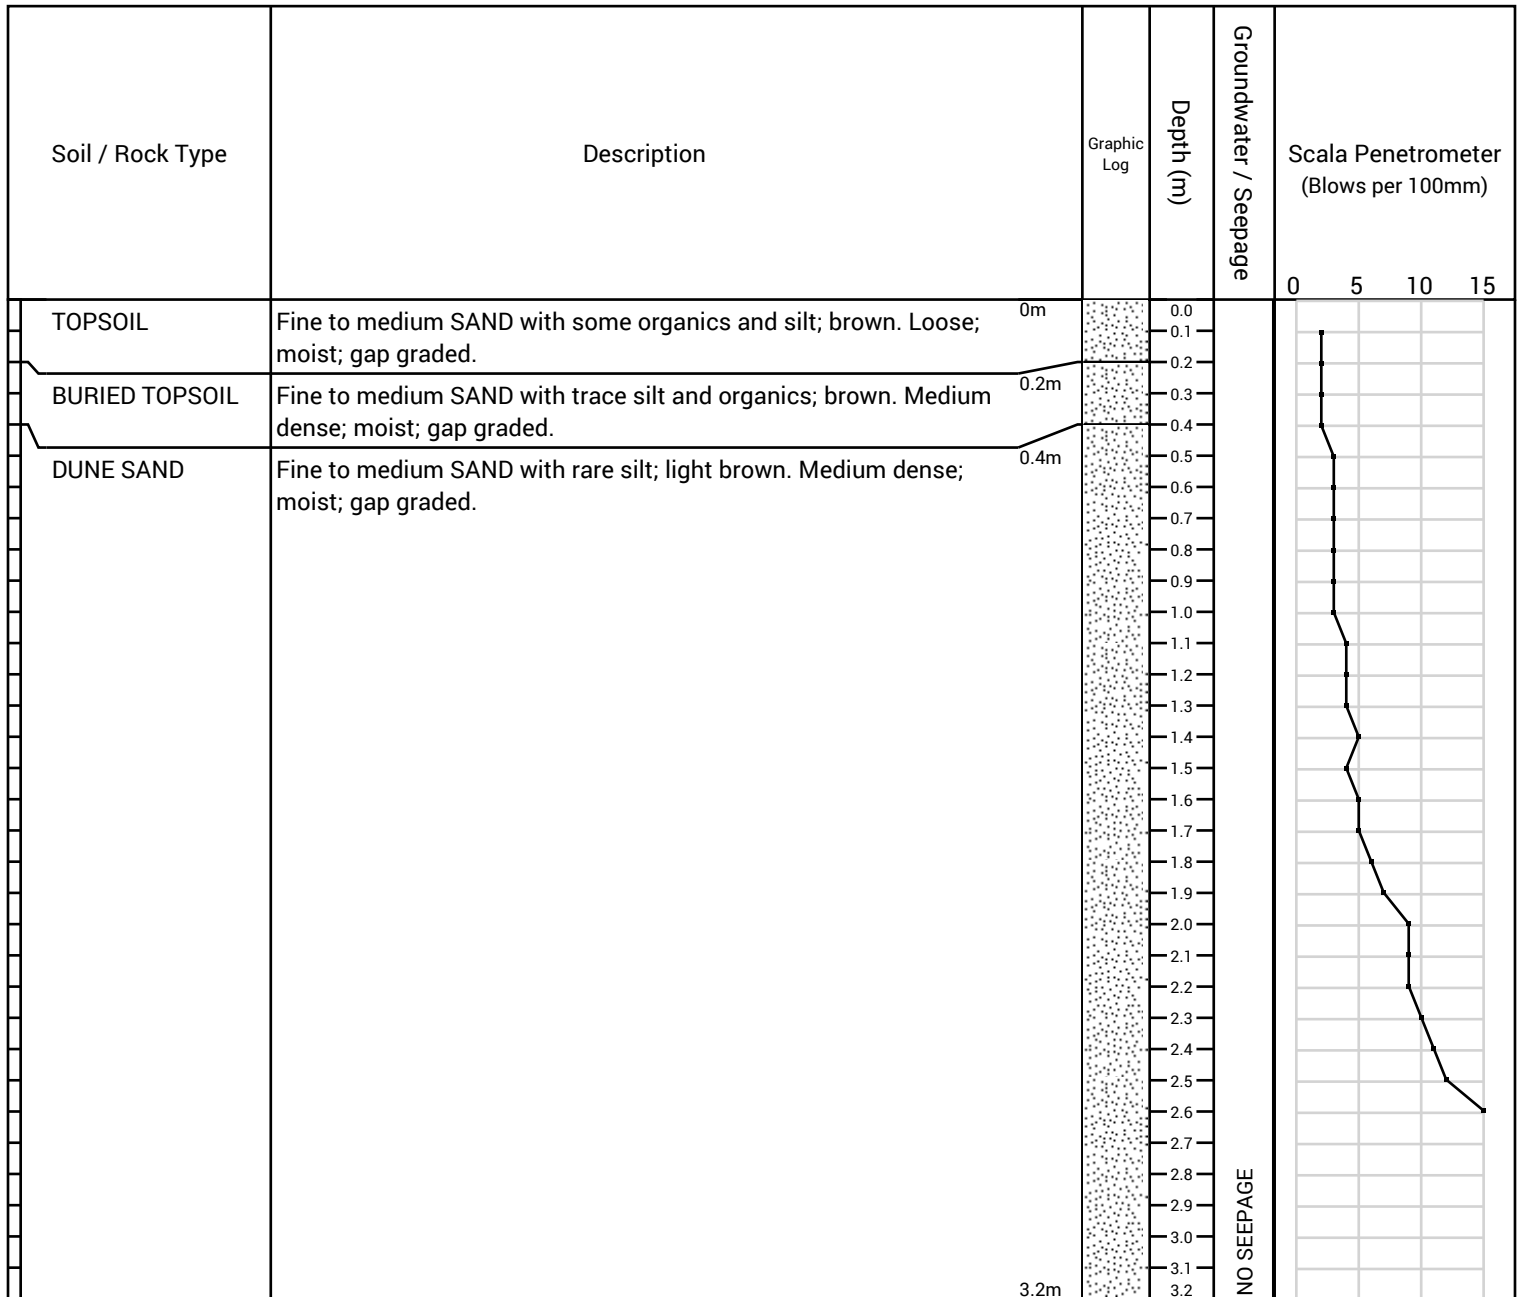 Soil / Rock Type
Description
Graphic
Log
Depth (m)
Groundwater / Seepage
Scala Penetrometer
(Blows per 100mm)
0 5 10 15
TOPSOIL
Fine to medium SAND with some organics and silt; brown. Loose;
moist; gap graded.
0m
BURIED TOPSOIL
Fine to medium SAND with trace silt and organics; brown. Medium
dense; moist; gap graded.
0.2m
DUNE SAND
Fine to medium SAND with rare silt; light brown. Medium dense;
moist; gap graded.
0.4m
3.2m
0.0
0.1
0.2
0.3
0.4
0.5
0.6
0.7
0.8
0.9
1.0
1.1
1.2
1.3
1.4
1.5
1.6
1.7
1.8
1.9
2.0
2.1
2.2
2.3
2.4
2.5
2.6
2.7
2.8
2.9
3.0
3.1
3.2
NO SEEPAGE